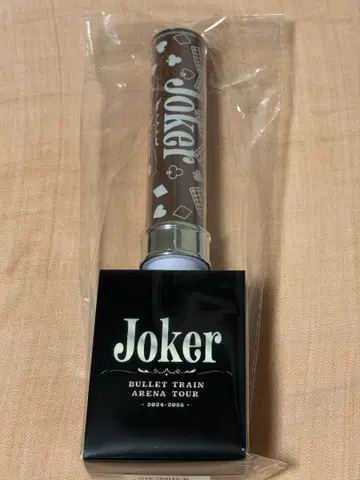 Joker
Joker
BULLET TRAIN
ARENA TOUR
- 2024-2025 -